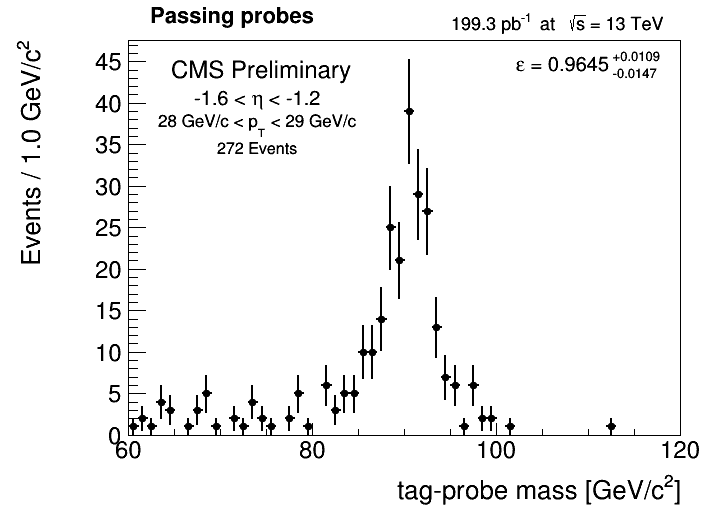 Passing probes
199.3 pb⁻¹ at √s = 13 TeV
CMS Preliminary
-1.6 < η < -1.2
28 GeV/c < p_T < 29 GeV/c
272 Events
ε = 0.9645 +0.0109 -0.0147
Events / 1.0 GeV/c²
45
40
35
30
25
20
15
10
5
0
60 80 100 120
tag-probe mass [GeV/c²]